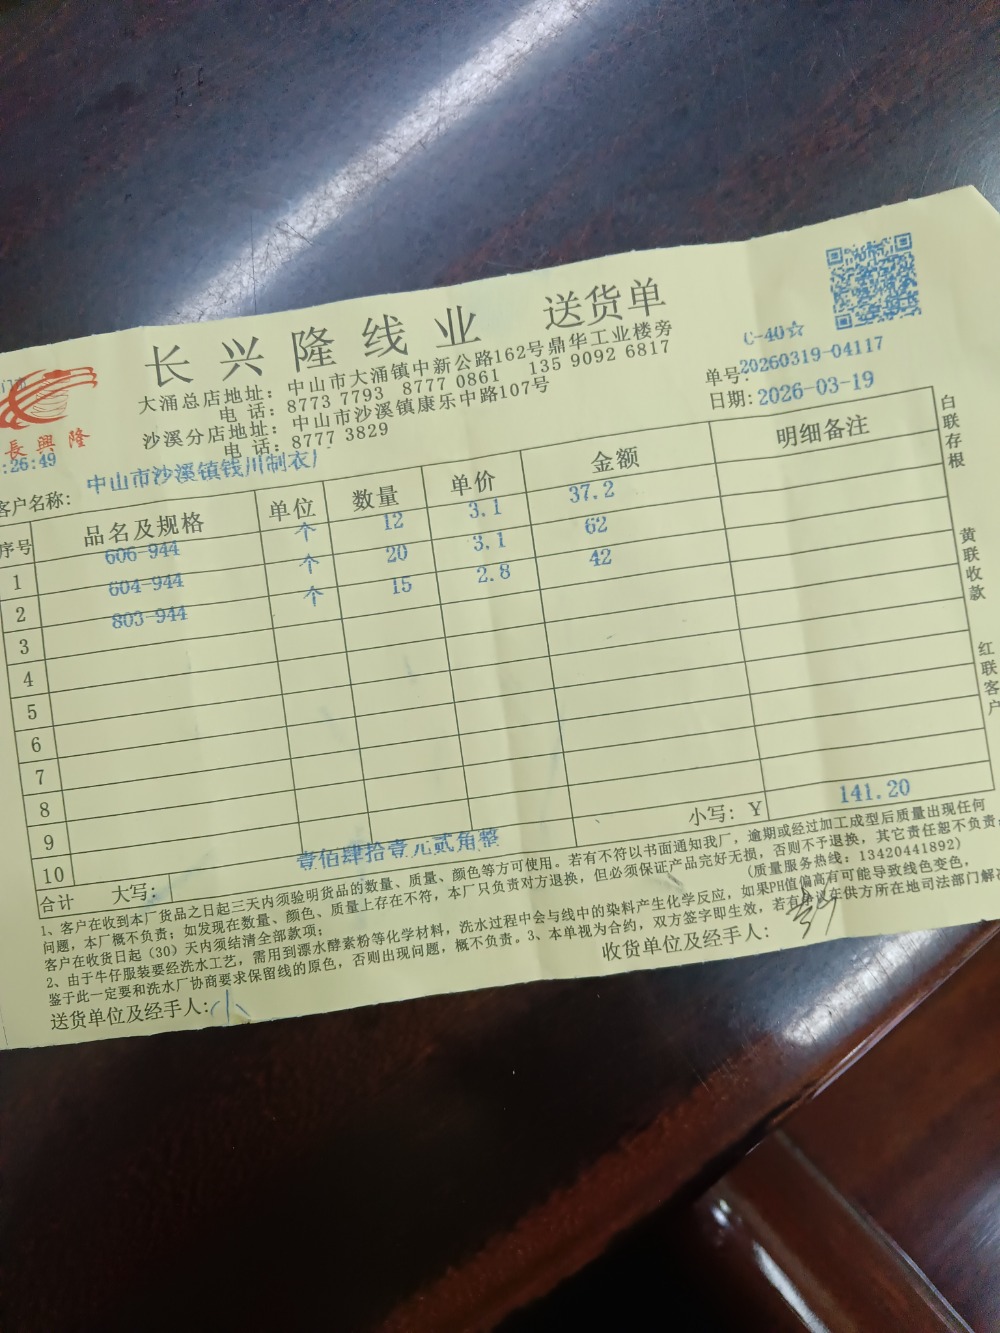 长兴隆线业 送货单
C-40☆
大涌总店地址：中山市大涌镇中新公路162号鼎华工业楼旁
电 话：8773 7793 8777 0861 135 9092 6817
沙溪分店地址：中山市沙溪镇康乐中路107号
电 话：8777 3829
单号：20260319-04117
日期：2026-03-19
長興隆
:26:49
客户名称：中山市沙溪镇钱川制衣厂
序号 品名及规格 单位 数量 单价 金额 明细备注
1 606-944 个 12 3.1 37.2
2 604-944 个 20 3.1 62
3 803-944 个 15 2.8 42
4
5
6
7
8
9
10
小写：￥ 141.20
合计 大写： 壹佰肆拾壹元贰角整
1、客户在收到本厂货品之日起三天内须验明货品的数量、质量、颜色等方可使用。若有不符以书面通知我厂，逾期或经过加工成型后质量出现任何
问题，本厂概不负责；如发现在数量、颜色、质量上存在不符，本厂只负责对方退换，但必须保证产品完好无损，否则不予退换，其它责任恕不负责。
客户在收货日起（30）天内须结清全部款项； (质量服务热线：13420441892)
2、由于牛仔服装要经洗水工艺，需用到漂水酵素粉等化学材料，洗水过程中会与线中的染料产生化学反应，如果PH值偏高有可能导致线色变色，
鉴于此一定要和洗水厂协商要求保留线的原色，否则出现问题，概不负责。3、本单视为合约，双方签字即生效，若有争议在供方所在地司法部门解决
送货单位及经手人：小
收货单位及经手人：
白联存根
黄联收款
红联客户